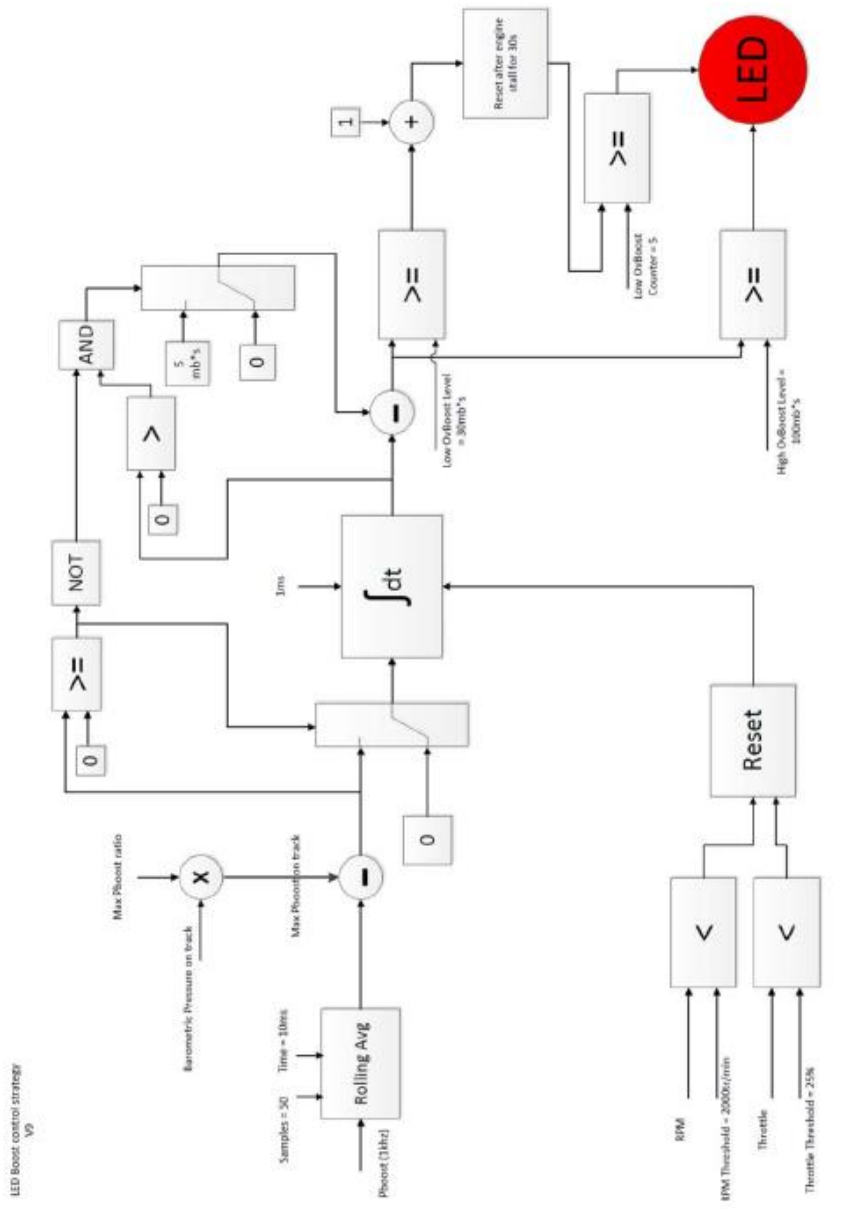 LED Boost control strategy
V9
Pboost (1khz)
Samples = 50
Time = 10ms
Rolling Avg
Barometric Pressure on track
Max Pboost ratio
X
Max Pboost on track
-
0
>=
0
NOT
1ms
∫dt
0
>
AND
5
mb*s
0
-
Low OvBoost Level
= 30mb*s
>=
1
+
Reset after engine
stall for 30s
Low OvBoost
Counter = 5
>=
High OvBoost Level =
100mb*s
>=
LED
RPM
RPM Threshold = 2000tr/min
<
Throttle
Throttle Threshold = 25%
<
Reset